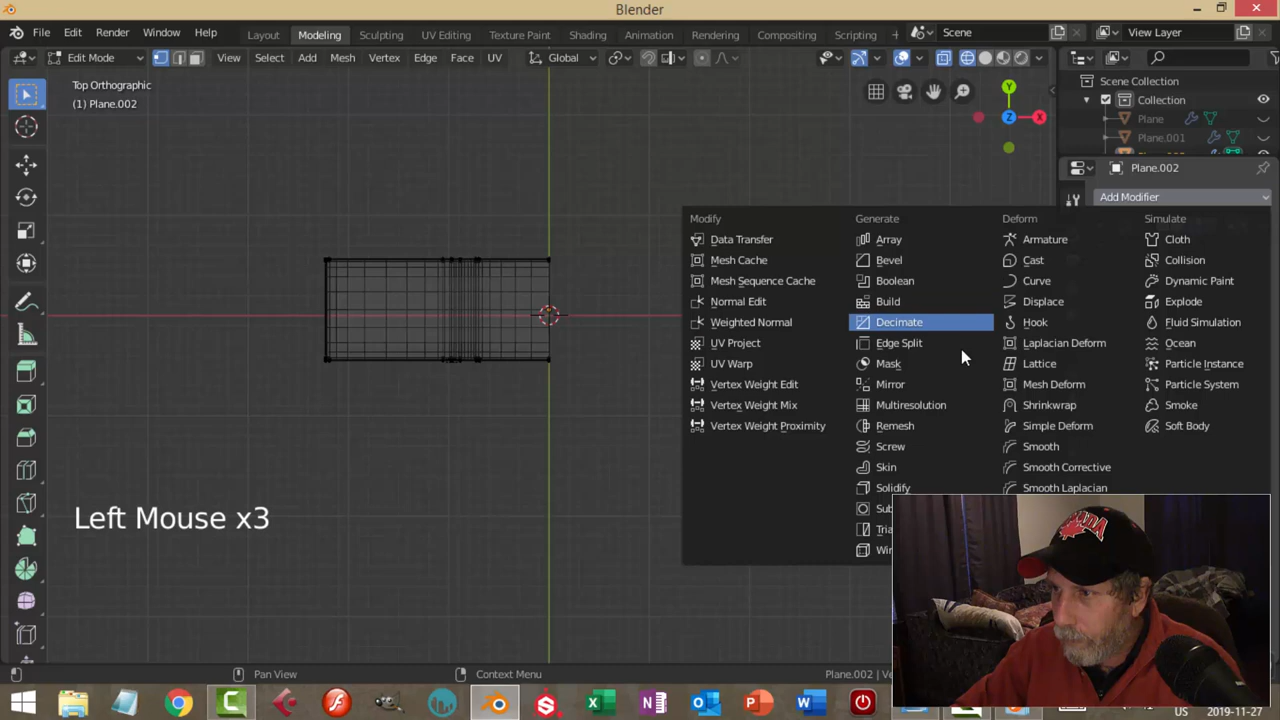 Blender
File Edit Render Window Help
Layout Modeling Sculpting UV Editing Texture Paint Shading Animation Rendering Compositing Scripting
Scene
View Layer
Edit Mode View Select Add Mesh Vertex Edge Face UV Global
Top Orthographic
(1) Plane.002
Y
Z X
Scene Collection
Collection
Plane
Plane.001
Plane.002
Add Modifier
Modify Generate Deform Simulate
Data Transfer Array Armature Cloth
Mesh Cache Bevel Cast Collision
Mesh Sequence Cache Boolean Curve Dynamic Paint
Normal Edit Build Displace Explode
Weighted Normal Decimate Hook Fluid Simulation
UV Project Edge Split Laplacian Deform Ocean
UV Warp Mask Lattice Particle Instance
Vertex Weight Edit Mirror Mesh Deform Particle System
Vertex Weight Mix Multiresolution Shrinkwrap Smoke
Vertex Weight Proximity Remesh Simple Deform Soft Body
Screw Smooth
Skin Smooth Corrective
Solidify Smooth Laplacian
Left Mouse x3
Pan View Context Menu
2019-11-27